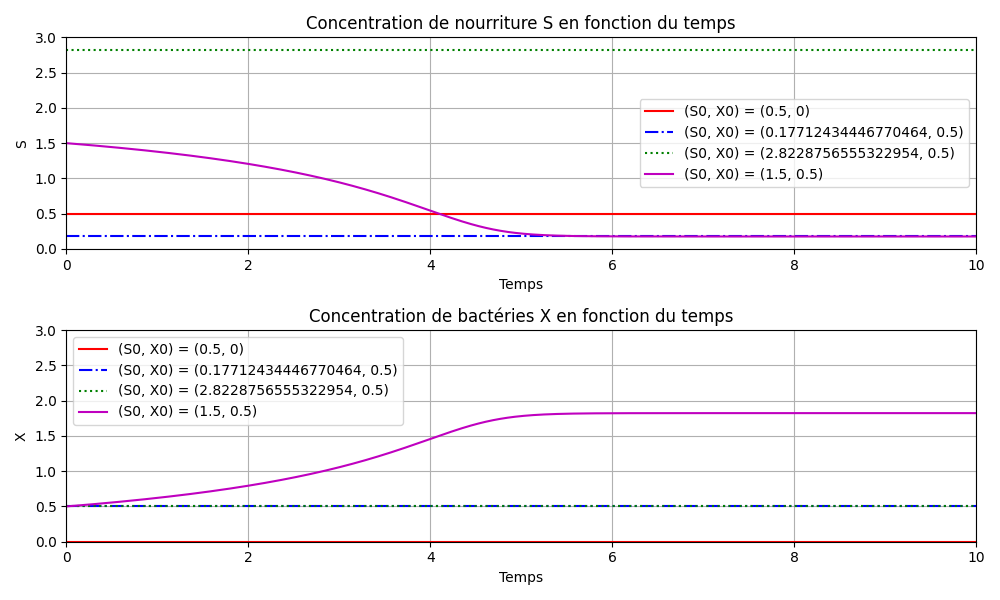 Concentration de nourriture S en fonction du temps
3.0
2.5
2.0
1.5
1.0
0.5
0.0
S
(S0, X0) = (0.5, 0)
(S0, X0) = (0.17712434446770464, 0.5)
(S0, X0) = (2.8228756555322954, 0.5)
(S0, X0) = (1.5, 0.5)
0 2 4 6 8 10
Temps
Concentration de bactéries X en fonction du temps
3.0
2.5
2.0
1.5
1.0
0.5
0.0
X
(S0, X0) = (0.5, 0)
(S0, X0) = (0.17712434446770464, 0.5)
(S0, X0) = (2.8228756555322954, 0.5)
(S0, X0) = (1.5, 0.5)
0 2 4 6 8 10
Temps